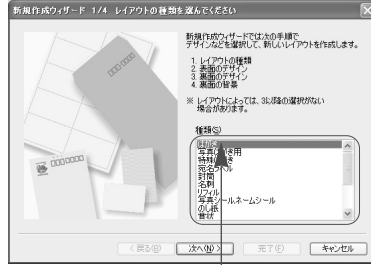 新規作成ウィザード 1/4 レイアウトの種類を選んでください
新規作成ウィザードでは次の手順で
デザインなどを選択して、新しいレイアウトを作成します。
1. レイアウトの種類
2. 表面のデザイン
3. 裏面のデザイン
4. 裏面の背景
※ レイアウトによっては、3以降の選択がない
場合があります。
種類(S)
はがき
宛名ラベル
封筒
名刺
リフィル
写真シールネームシール
のし紙
賞状
< 戻る(B)
次へ(N) >
完了(F)
キャンセル